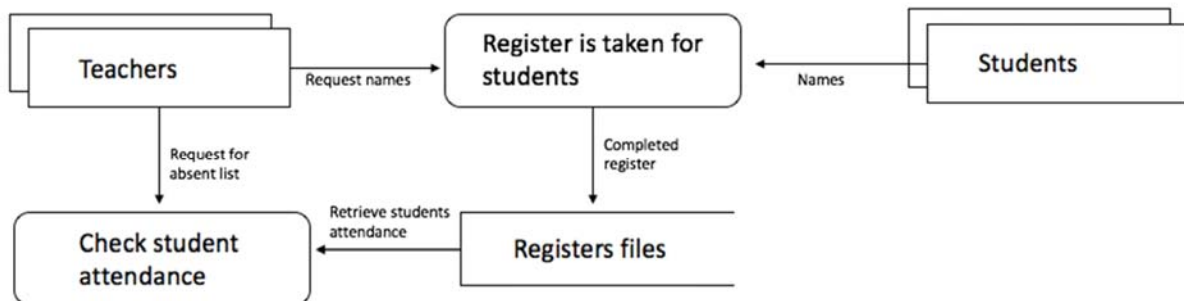 Teachers
Request names
Register is taken for
students
Names
Students
Request for
absent list
Completed
register
Check student
attendance
Retrieve students
attendance
Registers files